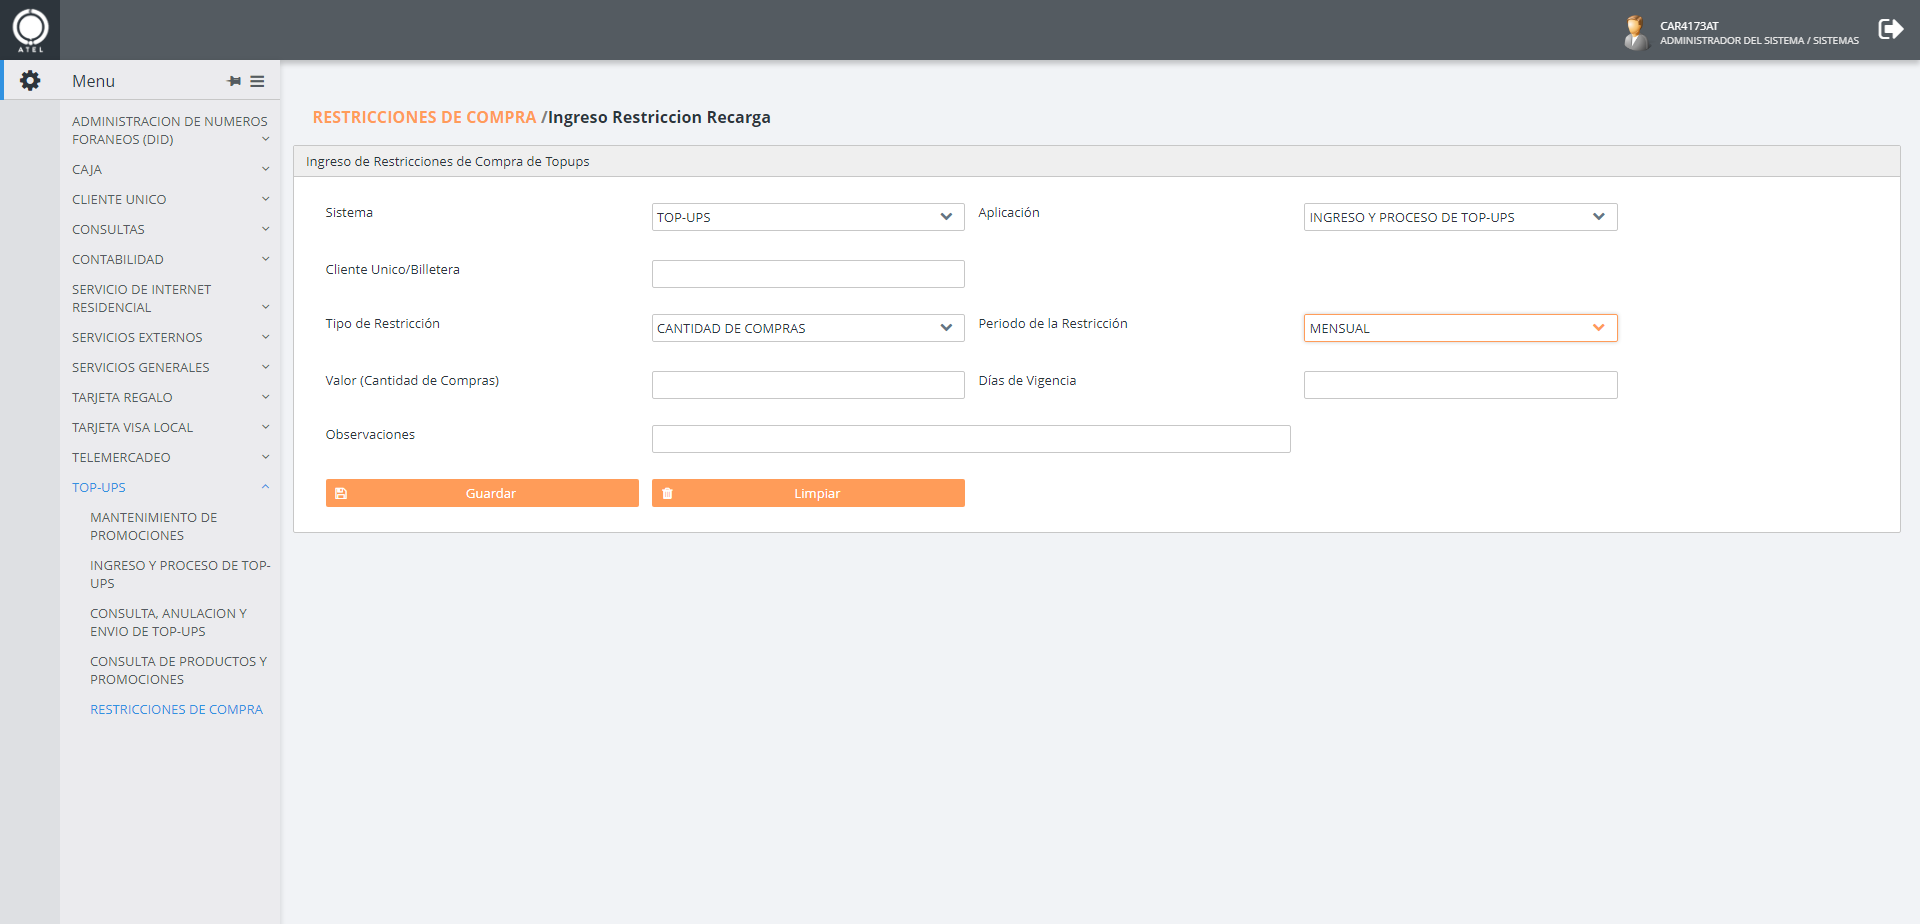 ATEL
CAR4173AT
ADMINISTRADOR DEL SISTEMA / SISTEMAS
Menu
ADMINISTRACION DE NUMEROS
FORANEOS (DID)
CAJA
CLIENTE UNICO
CONSULTAS
CONTABILIDAD
SERVICIO DE INTERNET
RESIDENCIAL
SERVICIOS EXTERNOS
SERVICIOS GENERALES
TARJETA REGALO
TARJETA VISA LOCAL
TELEMERCADEO
TOP-UPS
MANTENIMIENTO DE
PROMOCIONES
INGRESO Y PROCESO DE TOP-
UPS
CONSULTA, ANULACION Y
ENVIO DE TOP-UPS
CONSULTA DE PRODUCTOS Y
PROMOCIONES
RESTRICCIONES DE COMPRA
RESTRICCIONES DE COMPRA /Ingreso Restriccion Recarga
Ingreso de Restricciones de Compra de Topups
Sistema TOP-UPS Aplicación INGRESO Y PROCESO DE TOP-UPS
Cliente Unico/Billetera
Tipo de Restricción CANTIDAD DE COMPRAS Periodo de la Restricción MENSUAL
Valor (Cantidad de Compras) Días de Vigencia
Observaciones
Guardar Limpiar